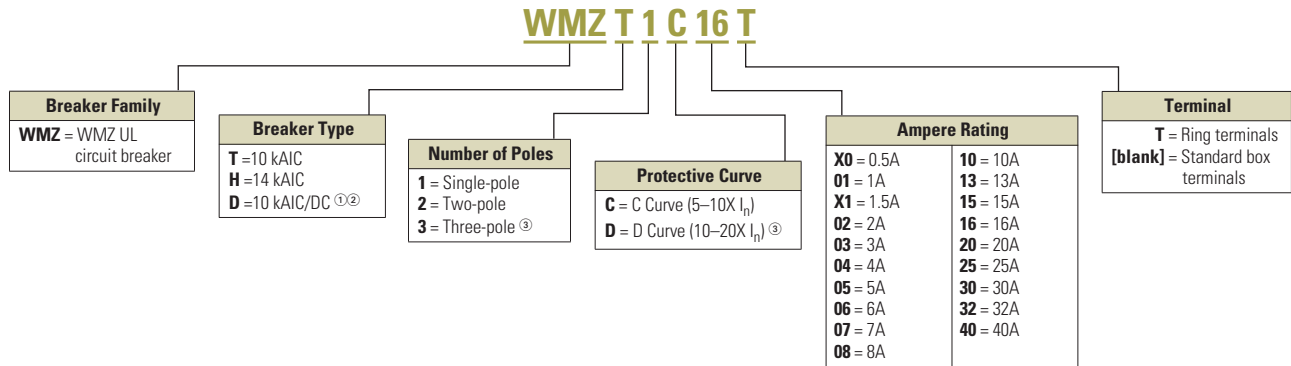 WMZ T 1 C 16 T
Breaker Family
WMZ = WMZ UL
circuit breaker
Breaker Type
T =10 kAIC
H =14 kAIC
D =10 kAIC/DC ①②
Number of Poles
1 = Single-pole
2 = Two-pole
3 = Three-pole ③
Protective Curve
C = C Curve (5–10X In)
D = D Curve (10–20X In) ③
Ampere Rating
X0 = 0.5A
01 = 1A
X1 = 1.5A
02 = 2A
03 = 3A
04 = 4A
05 = 5A
06 = 6A
07 = 7A
08 = 8A
10 = 10A
13 = 13A
15 = 15A
16 = 16A
20 = 20A
25 = 25A
30 = 30A
32 = 32A
40 = 40A
Terminal
T = Ring terminals
[blank] = Standard box
terminals